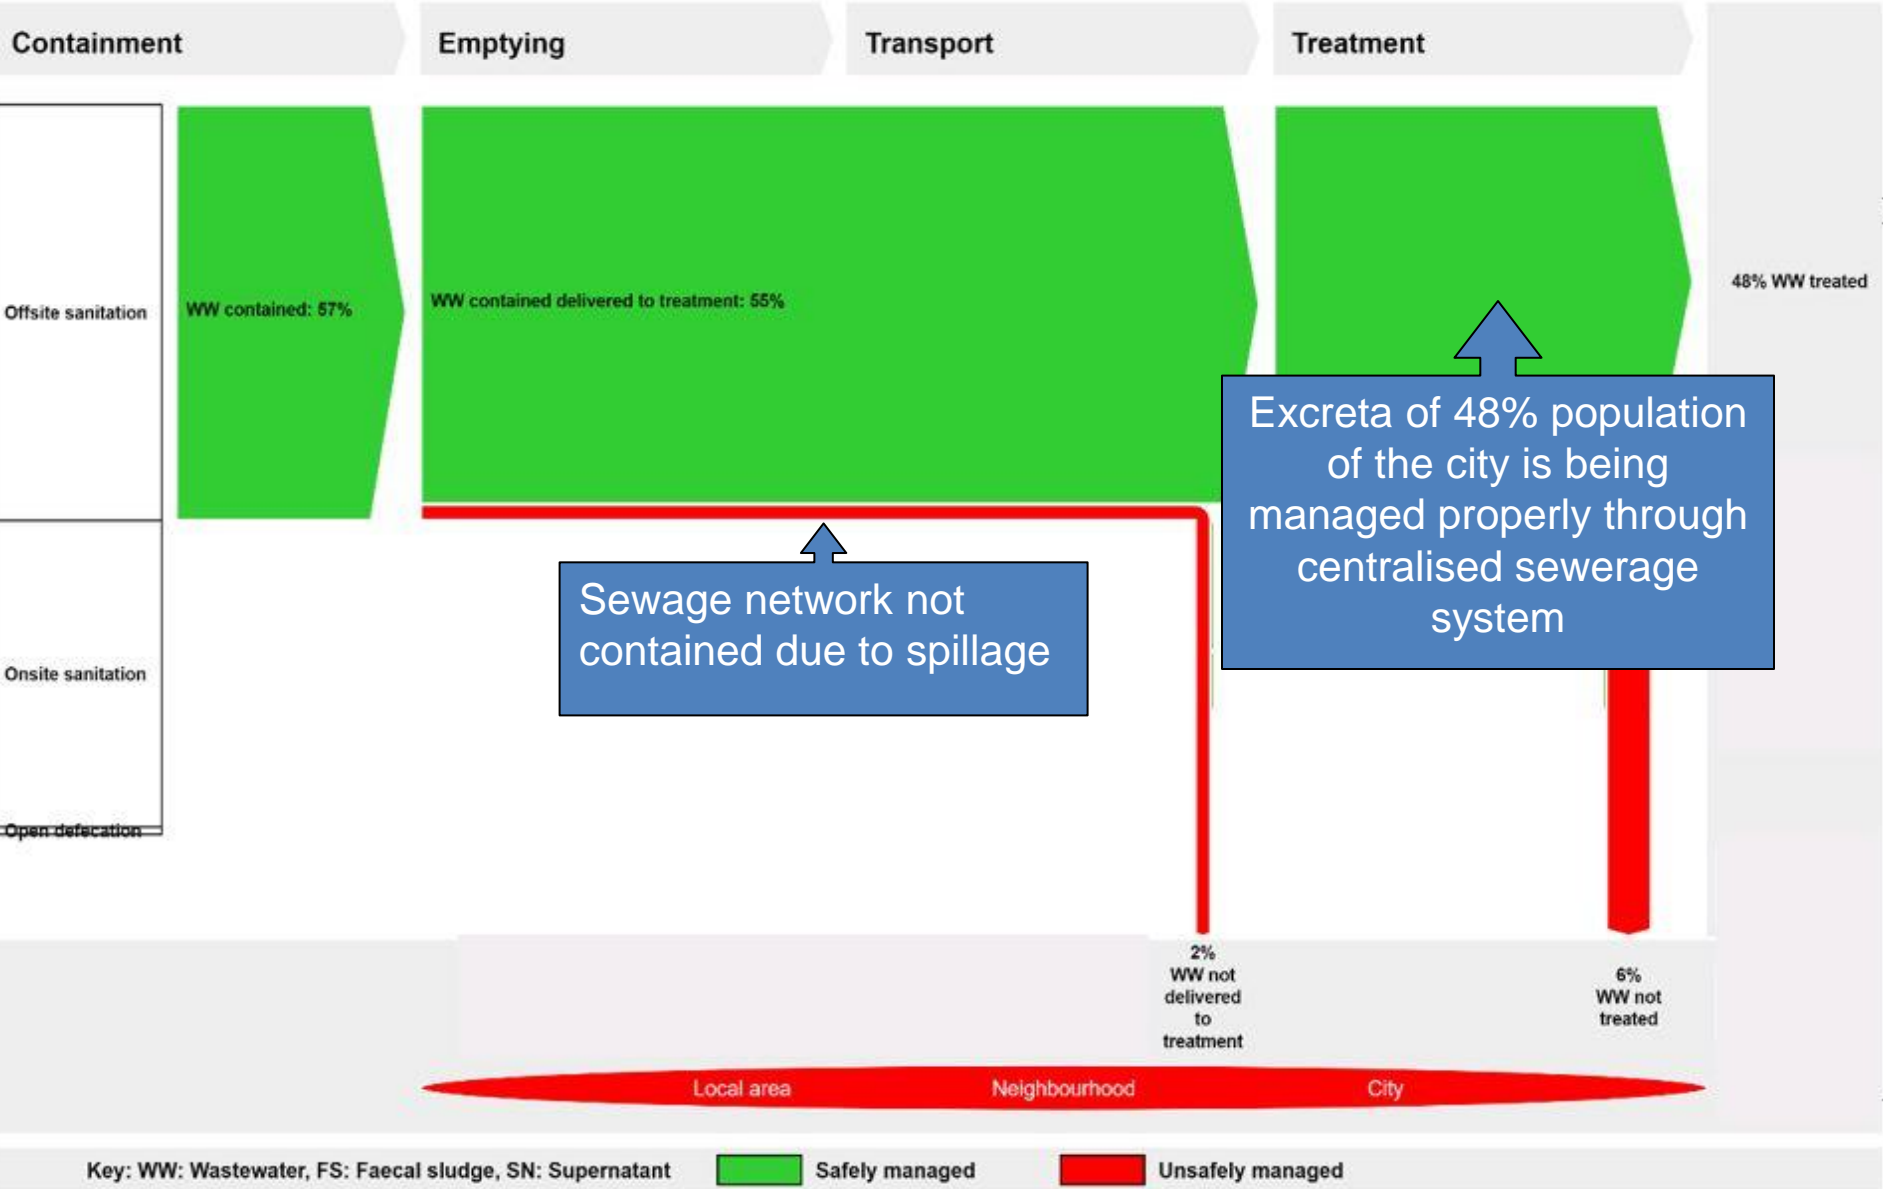 Containment
Emptying
Transport
Treatment
Offsite sanitation
WW contained: 57%
WW contained delivered to treatment: 55%
48% WW treated
Excreta of 48% population
of the city is being
managed properly through
centralised sewerage
system
Sewage network not
contained due to spillage
Onsite sanitation
Open defecation
2%
WW not
delivered
to
treatment
6%
WW not
treated
Local area
Neighbourhood
City
Key: WW: Wastewater, FS: Faecal sludge, SN: Supernatant
Safely managed
Unsafely managed